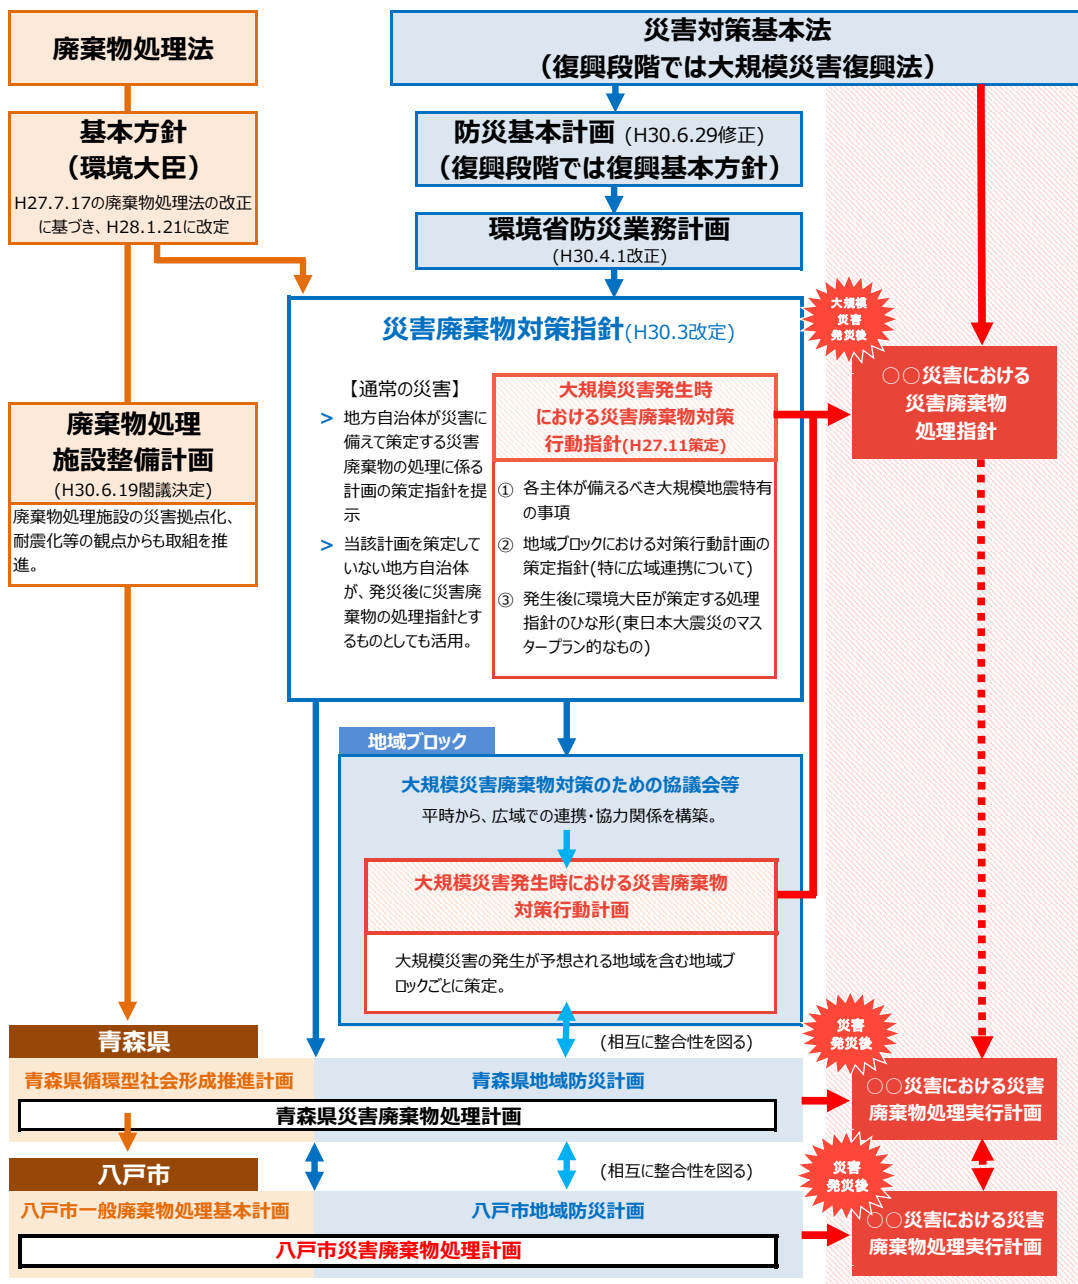 廃棄物処理法
災害対策基本法
（復興段階では大規模災害復興法）
基本方針
（環境大臣）
H27.7.17の廃棄物処理法の改正
に基づき、H28.1.21に改定
防災基本計画 (H30.6.29修正)
（復興段階では復興基本方針）
環境省防災業務計画
(H30.4.1改正)
大規模
災害
発災後
災害廃棄物対策指針(H30.3改定)
【通常の災害】
> 地方自治体が災害に
備えて策定する災害
廃棄物の処理に係る
計画の策定指針を提
示
> 当該計画を策定して
いない地方自治体
が、発災後に災害廃
棄物の処理指針とす
るものとしても活用。
大規模災害発生時
における災害廃棄物対策
行動指針(H27.11策定)
① 各主体が備えるべき大規模地震特有
の事項
② 地域ブロックにおける対策行動計画の
策定指針(特に広域連携について)
③ 発生後に環境大臣が策定する処理
指針のひな形(東日本大震災のマス
タープラン的なもの)
○○災害における
災害廃棄物
処理指針
廃棄物処理
施設整備計画
(H30.6.19閣議決定)
廃棄物処理施設の災害拠点化、
耐震化等の観点からも取組を推
進。
地域ブロック
大規模災害廃棄物対策のための協議会等
平時から、広域での連携・協力関係を構築。
大規模災害発生時における災害廃棄物
対策行動計画
大規模災害の発生が予想される地域を含む地域ブ
ロックごとに策定。
(相互に整合性を図る)
災害
発災後
青森県
青森県循環型社会形成推進計画
青森県地域防災計画
青森県災害廃棄物処理計画
○○災害における災害
廃棄物処理実行計画
(相互に整合性を図る)
災害
発災後
八戸市
八戸市一般廃棄物処理基本計画
八戸市地域防災計画
八戸市災害廃棄物処理計画
○○災害における災害
廃棄物処理実行計画